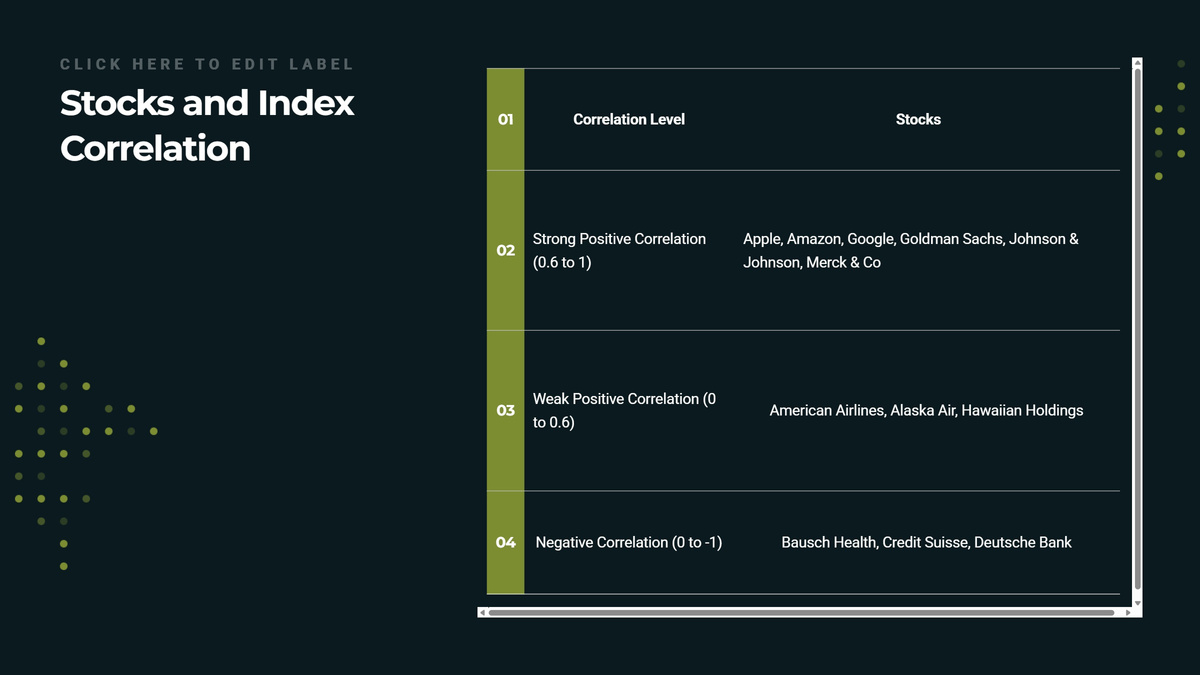 CLICK HERE TO EDIT LABEL
Stocks and Index
Correlation
01 Correlation Level Stocks
02 Strong Positive Correlation
(0.6 to 1)
Apple, Amazon, Google, Goldman Sachs, Johnson &
Johnson, Merck & Co
03 Weak Positive Correlation (0
to 0.6)
American Airlines, Alaska Air, Hawaiian Holdings
04 Negative Correlation (0 to -1) Bausch Health, Credit Suisse, Deutsche Bank